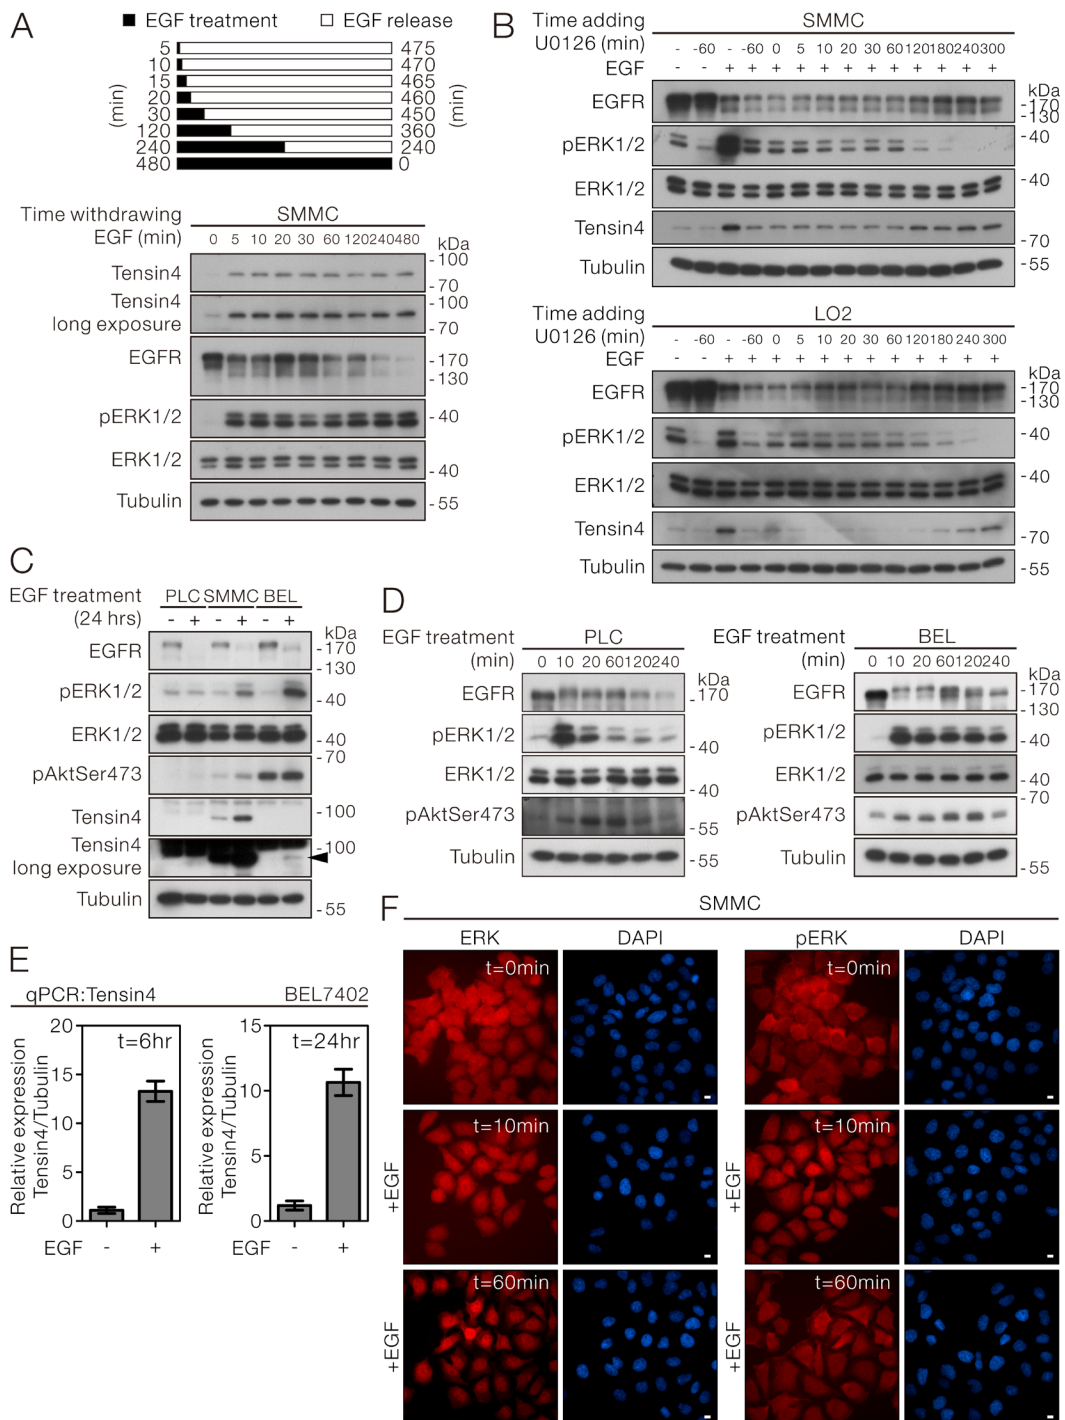 A
EGF treatment EGF release
5 475
10 470
15 465
20 460
30 450
120 360
240 240
480 0
(min) (min)
Time withdrawing SMMC
EGF (min) 0 5 10 20 30 60 120 240 480
kDa
Tensin4 - 100
- 70
Tensin4 - 100
long exposure - 70
EGFR - 170
- 130
pERK1/2 - 40
ERK1/2 - 40
Tubulin - 55
B
Time adding SMMC
U0126 (min) - -60 - -60 0 5 10 20 30 60 120 180 240 300
EGF - - + + + + + + + + + + + +
kDa
EGFR -170
-130
pERK1/2 -40
ERK1/2 - 40
Tensin4 - 70
Tubulin - 55
Time adding LO2
U0126 (min) - -60 - -60 0 5 10 20 30 60 120 180 240 300
EGF - - + + + + + + + + + + + +
kDa
EGFR -170
-130
pERK1/2 -40
ERK1/2 -40
Tensin4 -70
Tubulin -55
C
EGF treatment PLC SMMC BEL
(24 hrs) - + - + - +
kDa
EGFR - 170
- 130
pERK1/2 - 40
ERK1/2 - 40
pAktSer473 - 70
Tensin4 - 100
Tensin4 - 100
long exposure
Tubulin - 55
D
EGF treatment PLC
(min) 0 10 20 60 120 240
kDa
EGFR -170
pERK1/2 - 40
ERK1/2 - 40
pAktSer473 - 55
Tubulin - 55
EGF treatment BEL
(min) 0 10 20 60 120 240
kDa
EGFR - 170
- 130
pERK1/2 - 40
ERK1/2 - 40
pAktSer473 - 70
Tubulin - 55
E
qPCR:Tensin4 BEL7402
Relative expression
Tensin4/Tubulin
20
15
10
5
0
t=6hr
EGF - +
Relative expression
Tensin4/Tubulin
15
10
5
0
t=24hr
EGF - +
F
SMMC
ERK DAPI pERK DAPI
t=0min t=0min
+EGF t=10min +EGF t=10min
+EGF t=60min +EGF t=60min